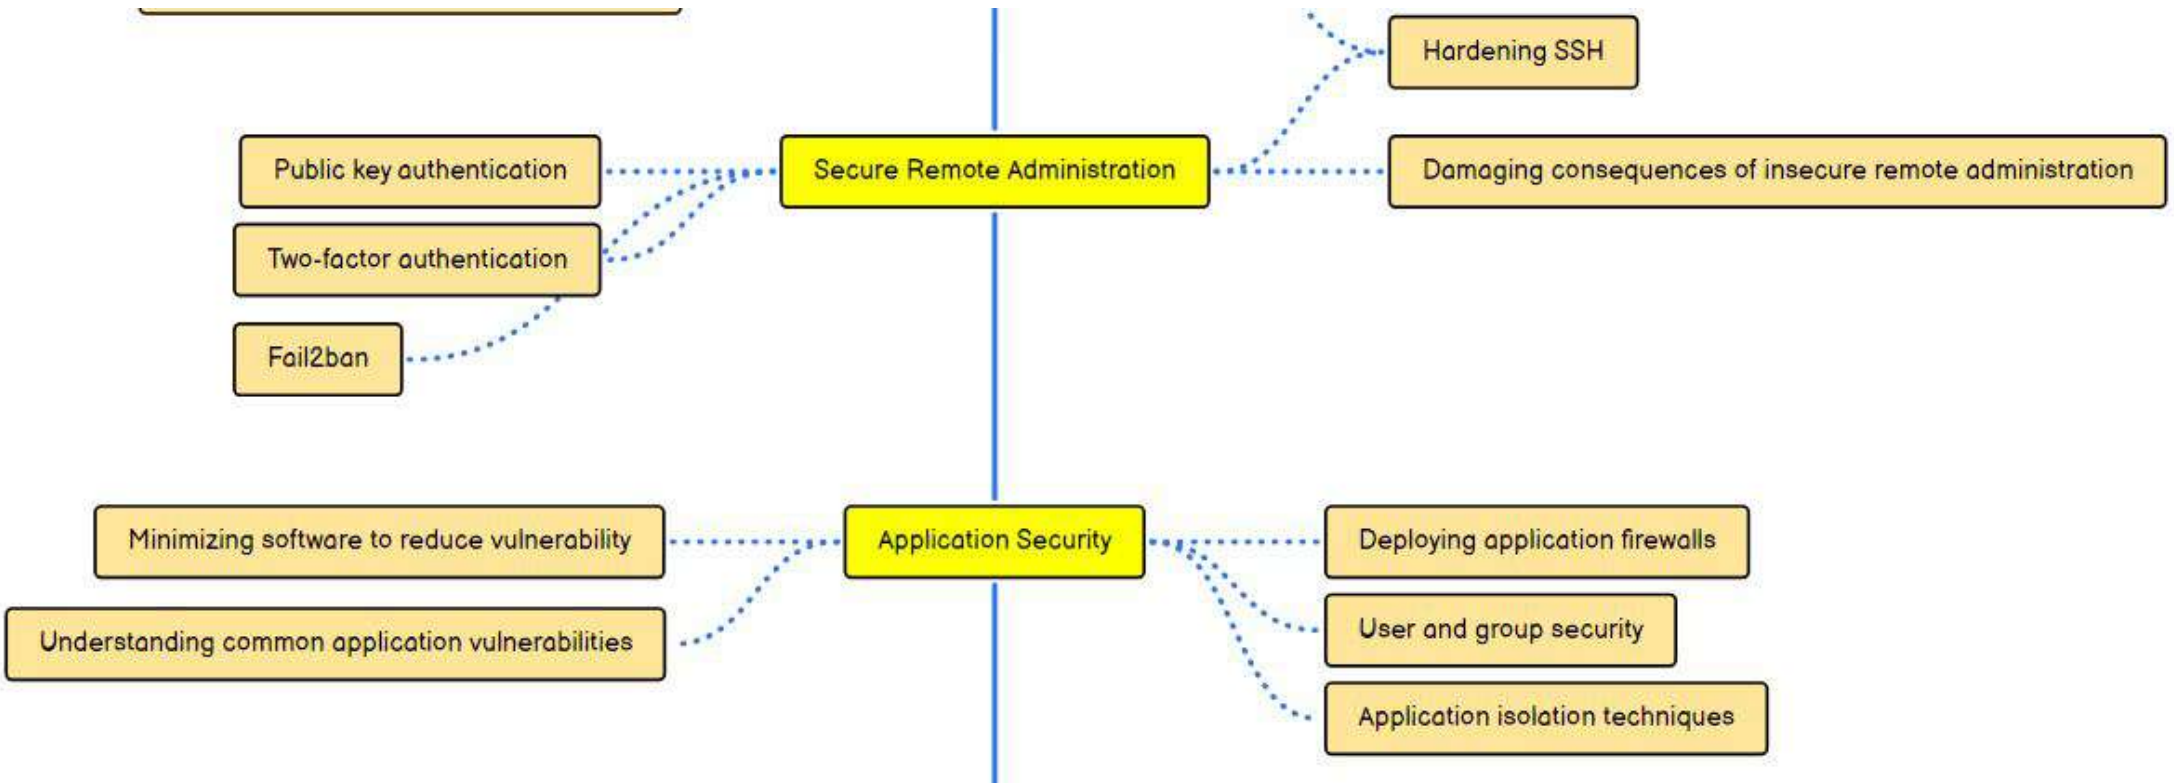 Hardening SSH
Public key authentication
Secure Remote Administration
Damaging consequences of insecure remote administration
Two-factor authentication
Fail2ban
Minimizing software to reduce vulnerability
Application Security
Deploying application firewalls
Understanding common application vulnerabilities
User and group security
Application isolation techniques